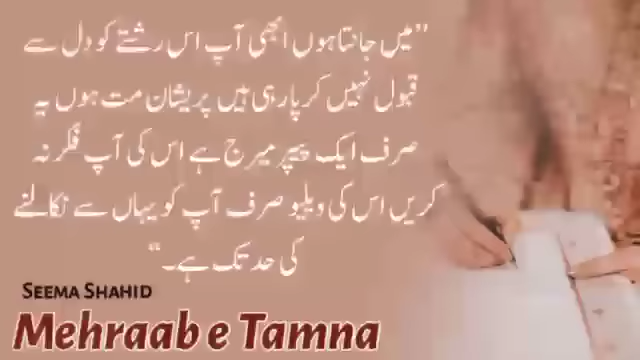 "میں جانتا ہوں ابھی آپ اس رشتے کو دل سے
قبول نہیں کر پا رہی ہیں پریشان مت ہوں یہ
صرف ایک پیپر میرج ہے اس کی آپ فکر نہ
کریں اس کی ویلیو صرف آپ کو یہاں سے نکالنے
کی حد تک ہے۔"
SEEMA SHAHID
Mehraab e Tamna